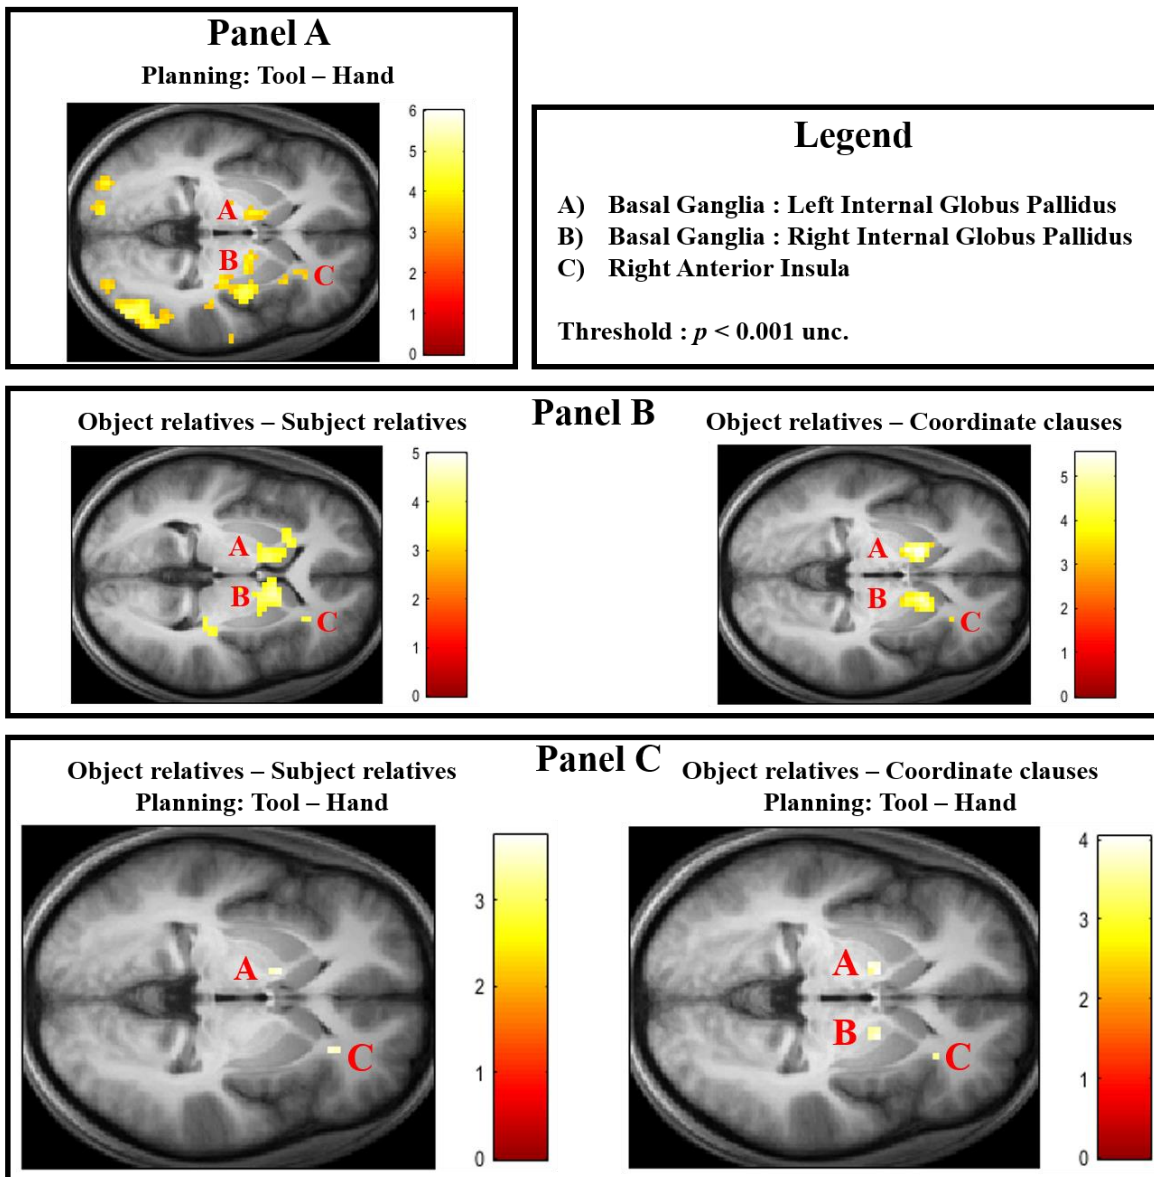 Panel A
Planning: Tool – Hand
A
B
C
6
5
4
3
2
1
0
Legend
A) Basal Ganglia : Left Internal Globus Pallidus
B) Basal Ganglia : Right Internal Globus Pallidus
C) Right Anterior Insula
Threshold : p < 0.001 unc.
Panel B
Object relatives – Subject relatives
A
B
C
5
4
3
2
1
0
Object relatives – Coordinate clauses
A
B
C
5
4
3
2
1
0
Panel C
Object relatives – Subject relatives
Planning: Tool – Hand
A
C
3
2
1
0
Object relatives – Coordinate clauses
Planning: Tool – Hand
A
B
C
4
3
2
1
0